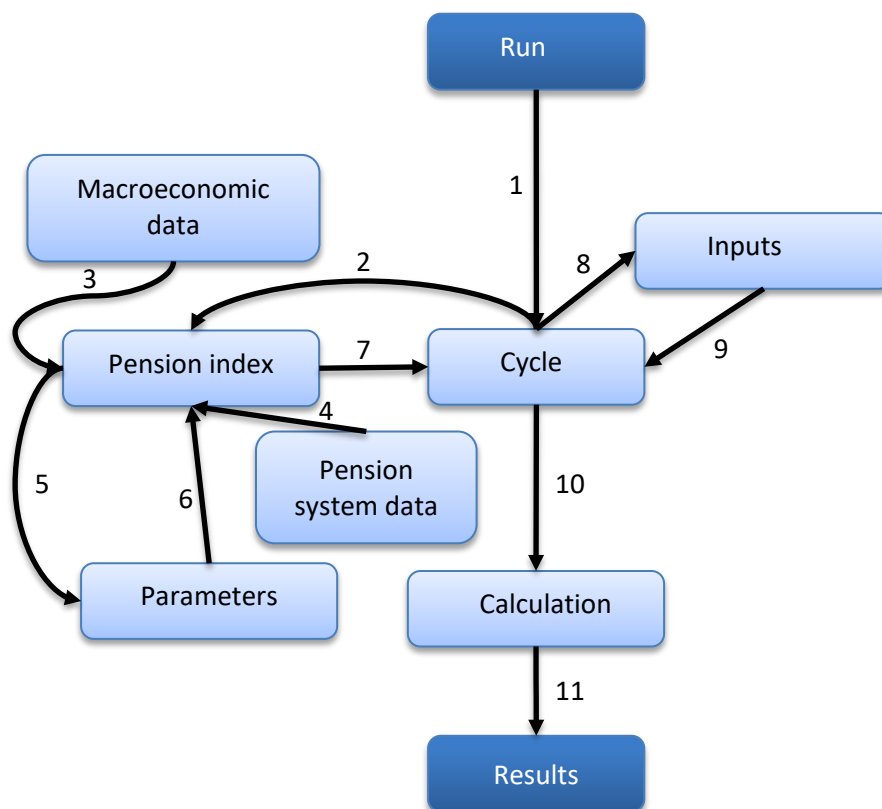 Run
1
Macroeconomic
data
Inputs
3
2
8
9
Pension index
7
Cycle
4
Pension
system data
5
6
10
Parameters
Calculation
11
Results